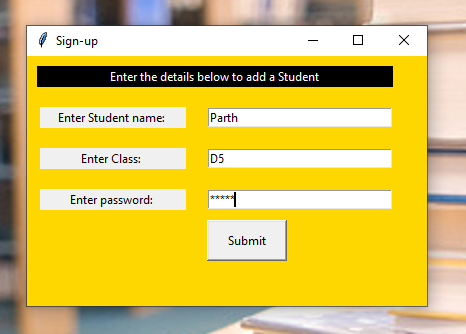 Sign-up
Enter the details below to add a Student
Enter Student name: Parth
Enter Class: D5
Enter password: *****
Submit